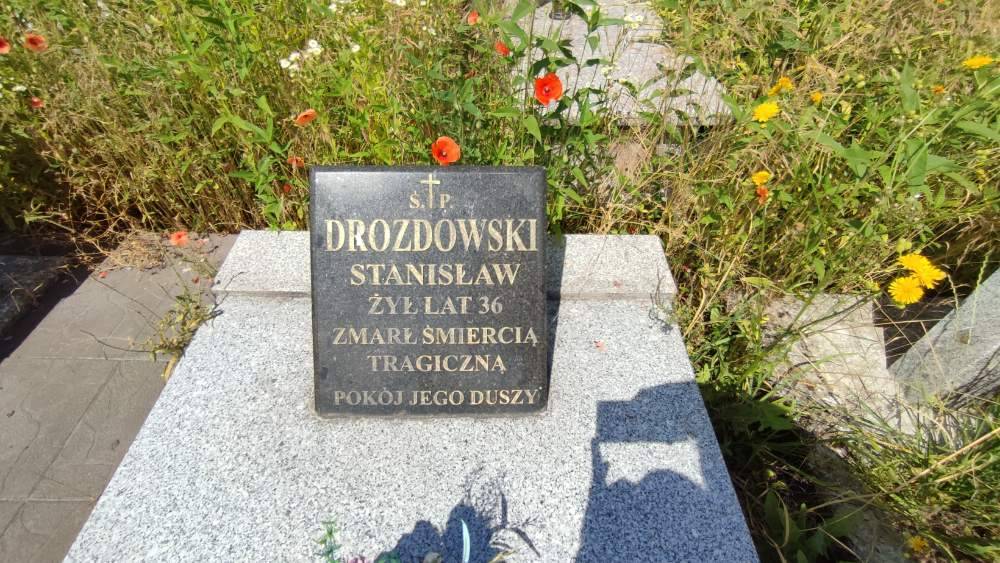 Ś.P.
DROZDOWSKI
STANISŁAW
ŻYŁ LAT 36
ZMARŁ ŚMIERCIĄ
TRAGICZNĄ
POKÓJ JEGO DUSZY